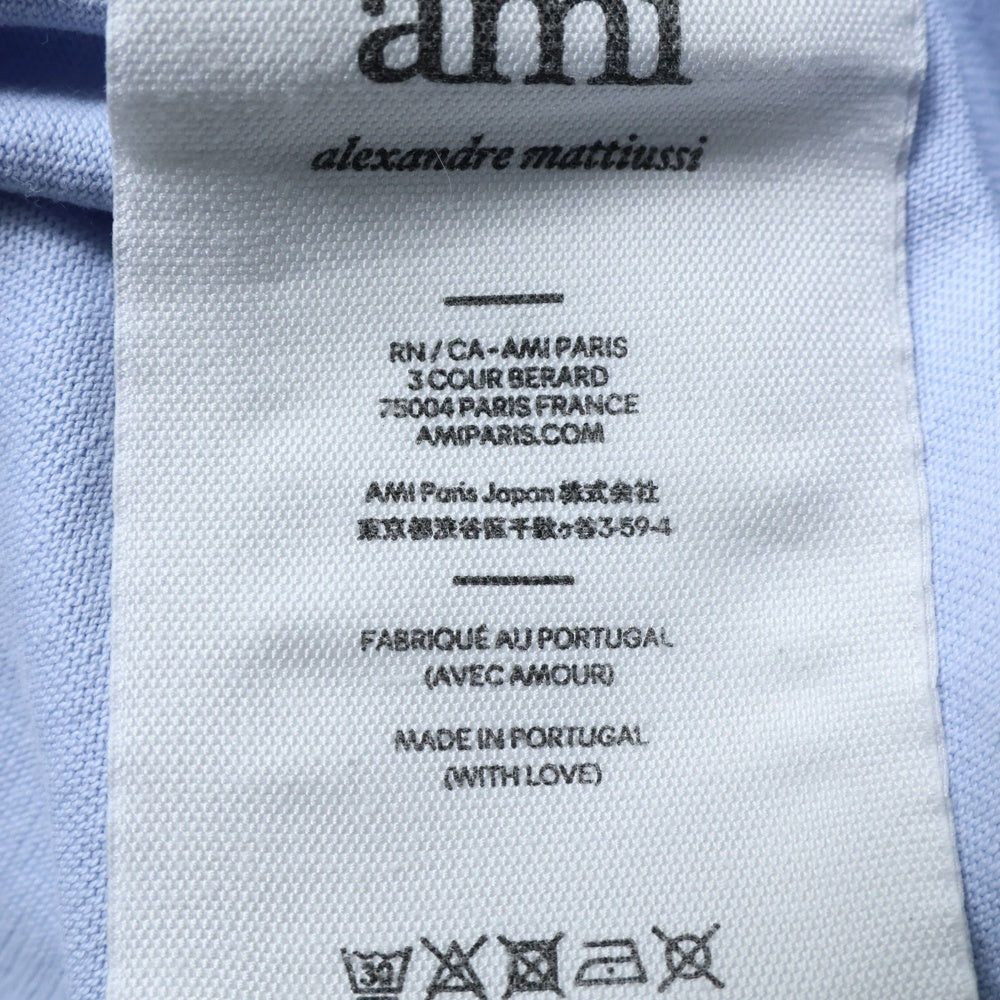 ami
alexandre mattiussi
RN / CA - AMI PARIS
3 COUR BERARD
75004 PARIS FRANCE
AMIPARIS.COM
AMI Paris Japan 株式会社
東京都渋谷区千駄ヶ谷3-59-4
FABRIQUÉ AU PORTUGAL
(AVEC AMOUR)
MADE IN PORTUGAL
(WITH LOVE)
30